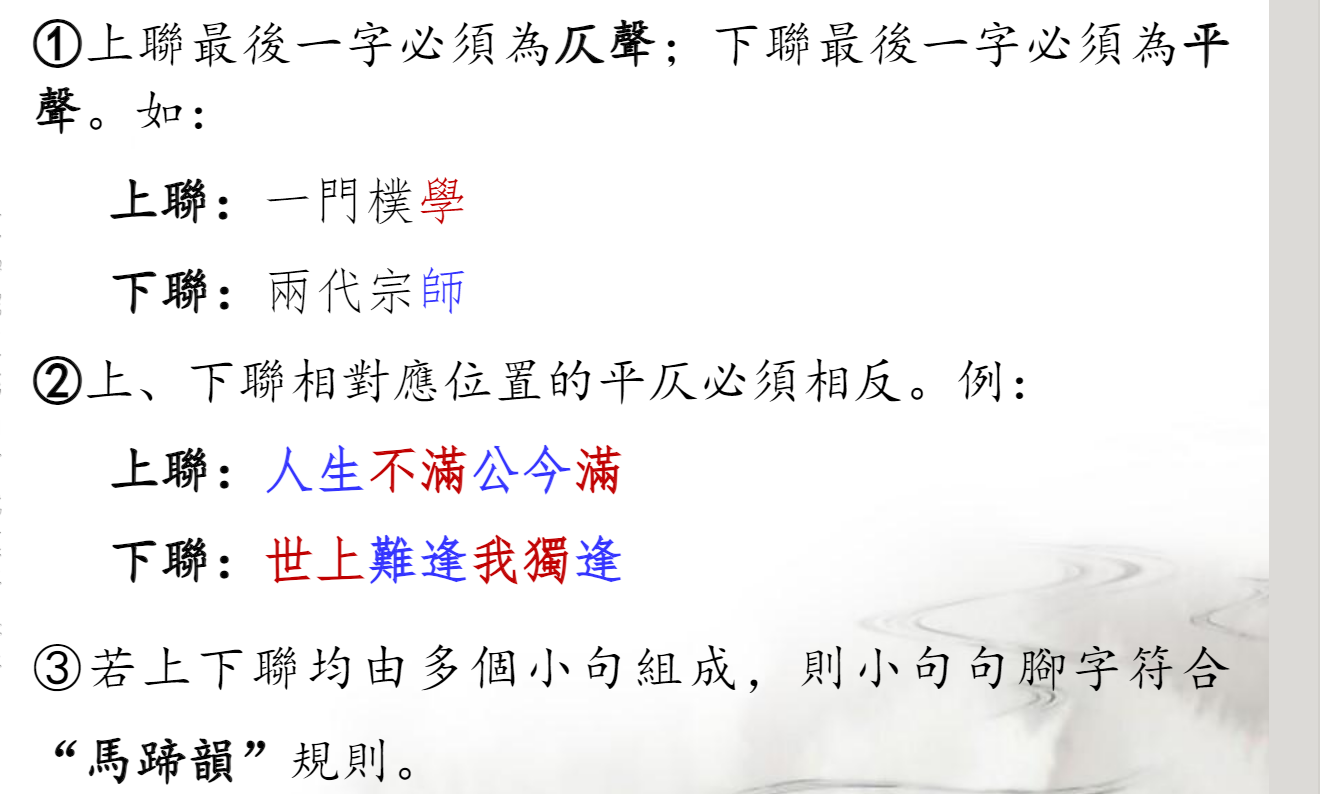 ①上聯最後一字必須為仄聲；下聯最後一字必須為平
聲。如：
上聯：一門樸學
下聯：兩代宗師
②上、下聯相對應位置的平仄必須相反。例：
上聯：人生不滿公今滿
下聯：世上難逢我獨逢
③若上下聯均由多個小句組成，則小句句腳字符合
“馬蹄韻”規則。